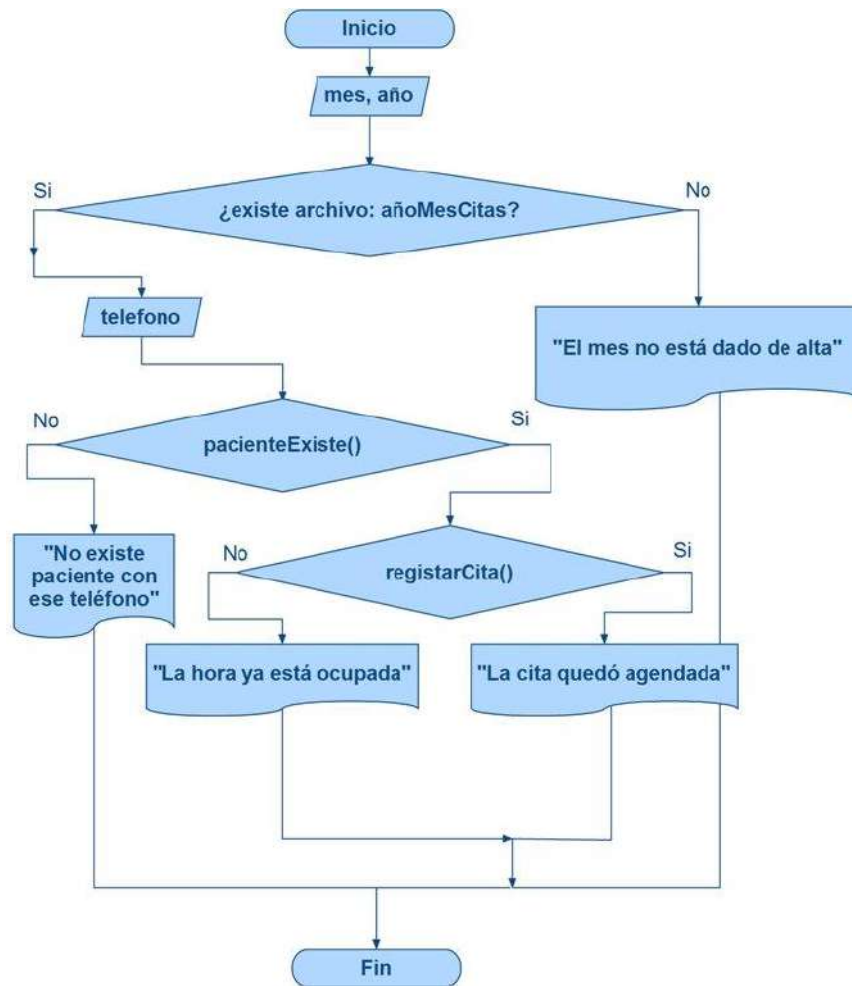 Inicio
mes, año
Si
No
¿existe archivo: añoMesCitas?
telefono
"El mes no está dado de alta"
No
Si
pacienteExiste()
"No existe
paciente con
ese teléfono"
No
Si
registarCita()
"La hora ya está ocupada"
"La cita quedó agendada"
Fin